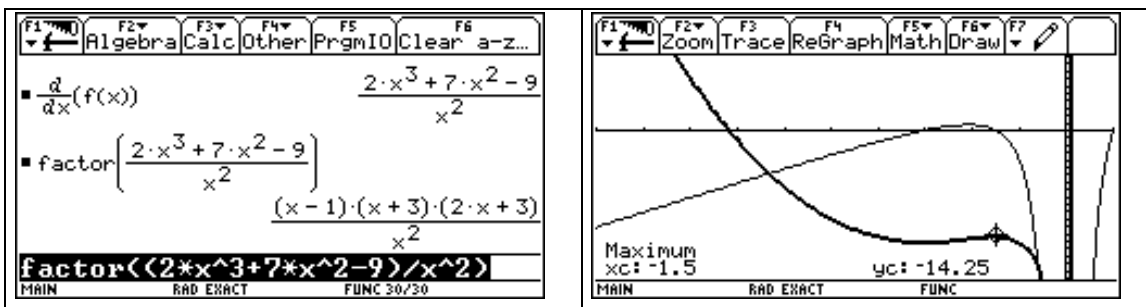 F1 F2 F3 F4 F5 F6
Algebra Calc Other PrgmIO Clear a-z…
▪ d/dx(f(x))    (2·x^3+7·x^2−9)/x^2
▪ factor((2·x^3+7·x^2−9)/x^2)
((x−1)·(x+3)·(2·x+3))/x^2
factor((2*x^3+7*x^2-9)/x^2)
MAIN RAD EXACT FUNC 30/30
F1 F2 F3 F4 F5 F6 F7
Zoom Trace ReGraph Math Draw
Maximum
xc:-1.5 yc:-14.25
MAIN RAD EXACT FUNC